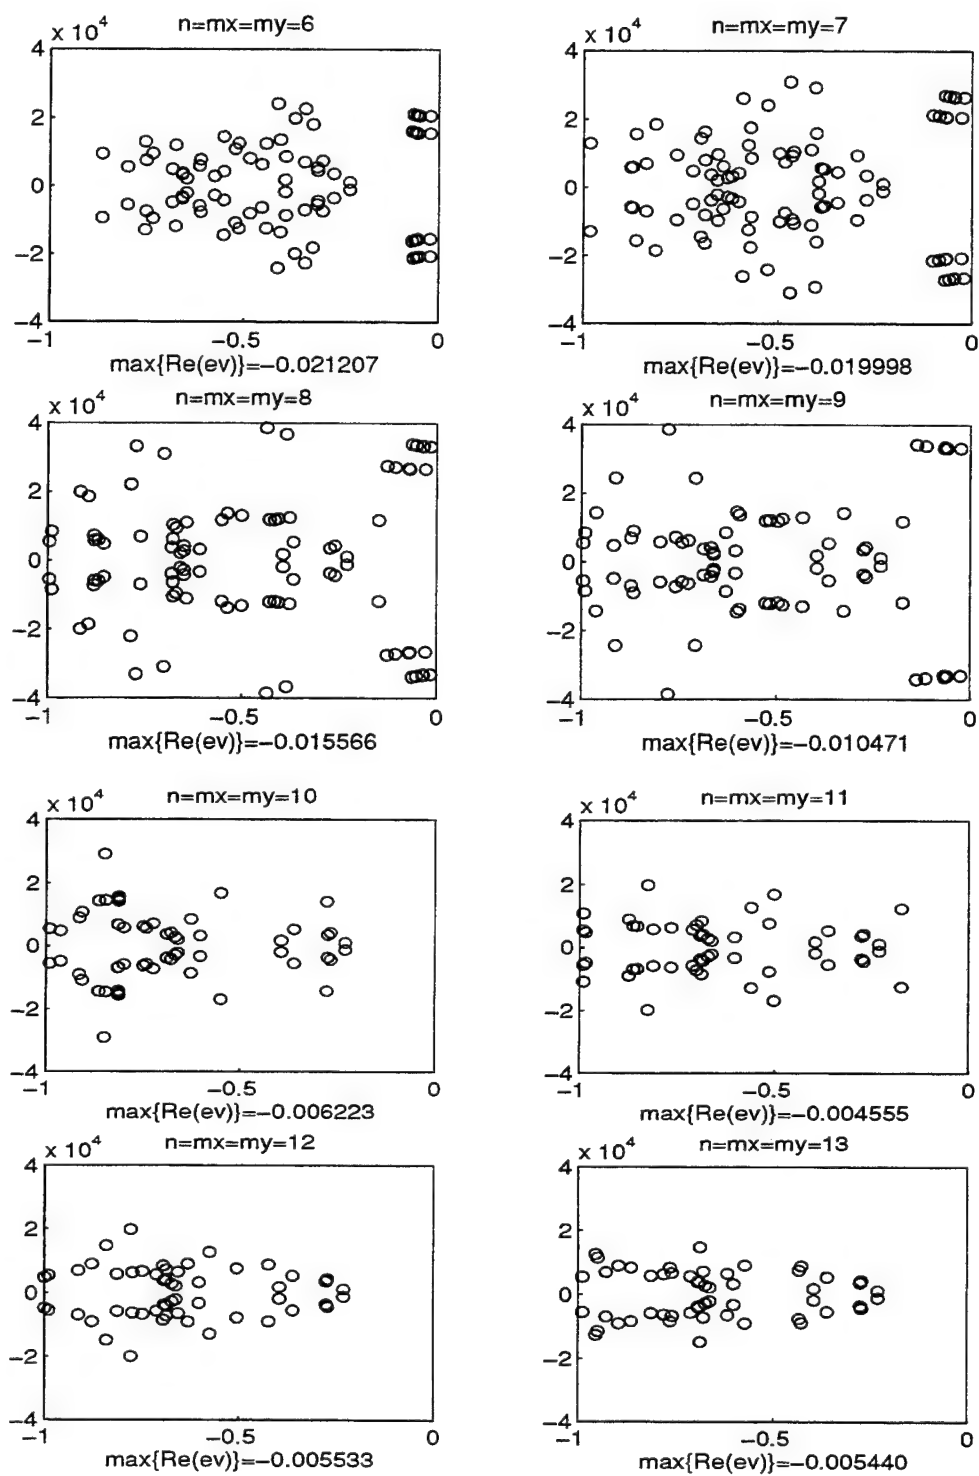 n=mx=my=6
n=mx=my=7
x 10^4
x 10^4
4
4
2
2
0
0
−2
−2
−4
−4
−1
−0.5
0
−1
−0.5
0
max{Re(ev)}=−0.021207
max{Re(ev)}=−0.019998
n=mx=my=8
n=mx=my=9
x 10^4
x 10^4
4
4
2
2
0
0
−2
−2
−4
−4
−1
−0.5
0
−1
−0.5
0
max{Re(ev)}=−0.015566
max{Re(ev)}=−0.010471
n=mx=my=10
n=mx=my=11
x 10^4
x 10^4
4
4
2
2
0
0
−2
−2
−4
−4
−1
−0.5
0
−1
−0.5
0
max{Re(ev)}=−0.006223
max{Re(ev)}=−0.004555
n=mx=my=12
n=mx=my=13
x 10^4
x 10^4
4
4
2
2
0
0
−2
−2
−4
−4
−1
−0.5
0
−1
−0.5
0
max{Re(ev)}=−0.005533
max{Re(ev)}=−0.005440